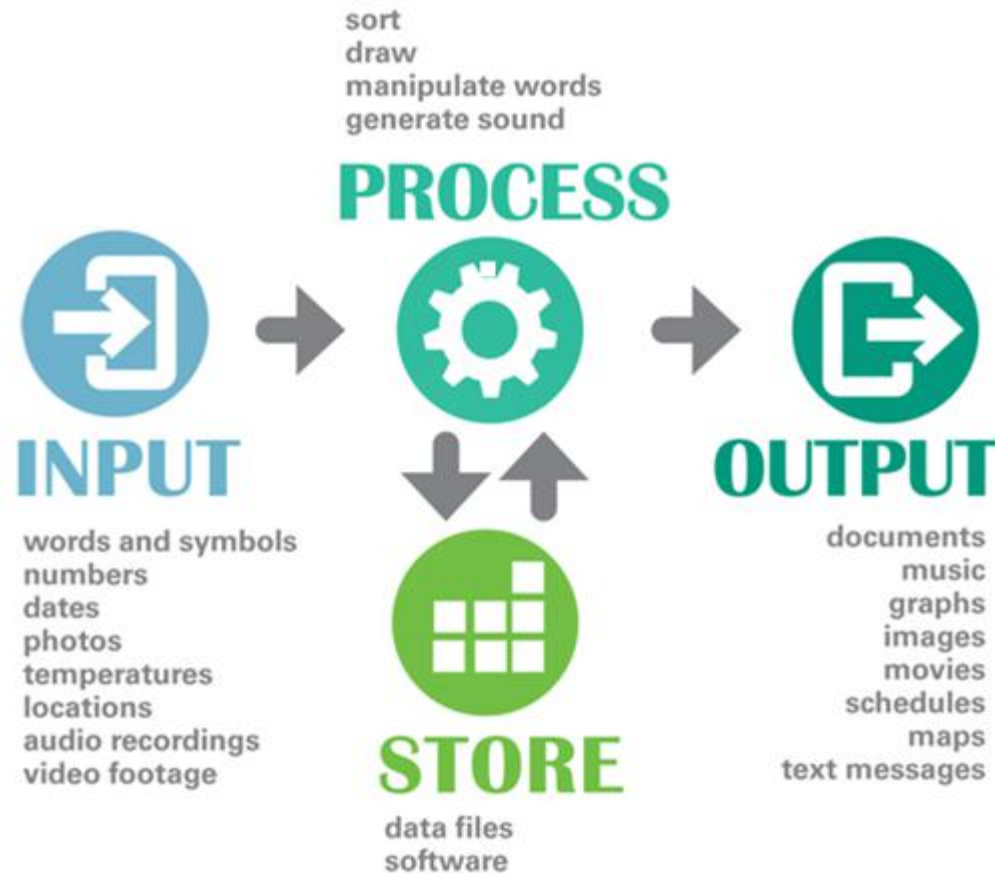 sort
draw
manipulate words
generate sound
PROCESS
INPUT
words and symbols
numbers
dates
photos
temperatures
locations
audio recordings
video footage
OUTPUT
documents
music
graphs
images
movies
schedules
maps
text messages
STORE
data files
software